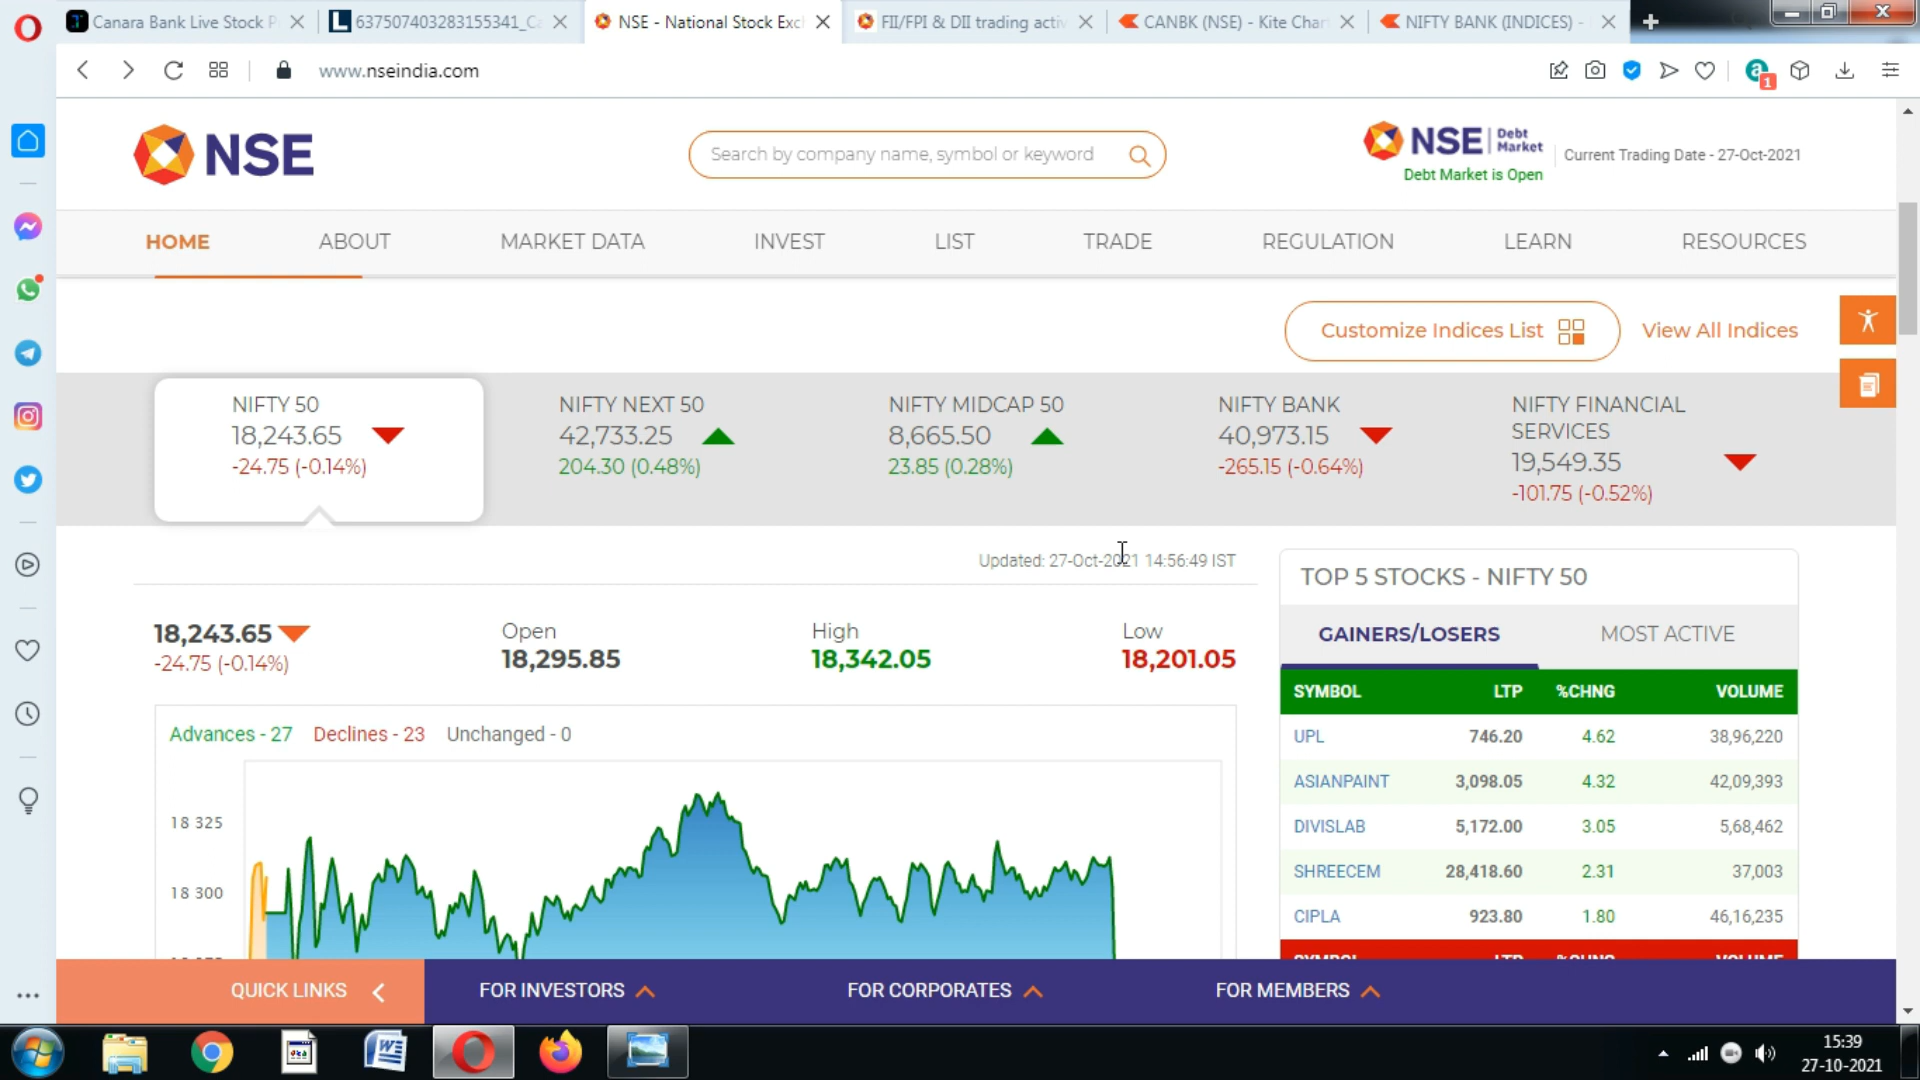 Canara Bank Live Stock P
637507403283155341_Ca
NSE - National Stock Exch
FII/FPI & DII trading activ
CANBK (NSE) - Kite Char
NIFTY BANK (INDICES) -
www.nseindia.com
a
1
NSE
Search by company name, symbol or keyword
NSE
Debt
Market
Debt Market is Open
Current Trading Date - 27-Oct-2021
HOME
ABOUT
MARKET DATA
INVEST
LIST
TRADE
REGULATION
LEARN
RESOURCES
Customize Indices List
View All Indices
NIFTY 50
18,243.65
-24.75 (-0.14%)
NIFTY NEXT 50
42,733.25
204.30 (0.48%)
NIFTY MIDCAP 50
8,665.50
23.85 (0.28%)
NIFTY BANK
40,973.15
-265.15 (-0.64%)
NIFTY FINANCIAL
SERVICES
19,549.35
-101.75 (-0.52%)
Updated: 27-Oct-2021 14:56:49 IST
18,243.65
-24.75 (-0.14%)
Open
18,295.85
High
18,342.05
Low
18,201.05
Advances - 27 Declines - 23 Unchanged - 0
18 325
18 300
TOP 5 STOCKS - NIFTY 50
GAINERS/LOSERS MOST ACTIVE
SYMBOL LTP %CHNG VOLUME
UPL 746.20 4.62 38,96,220
ASIANPAINT 3,098.05 4.32 42,09,393
DIVISLAB 5,172.00 3.05 5,68,462
SHREECEM 28,418.60 2.31 37,003
CIPLA 923.80 1.80 46,16,235
SYMBOL LTP %CHNG VOLUME
QUICK LINKS
FOR INVESTORS
FOR CORPORATES
FOR MEMBERS
15:39
27-10-2021